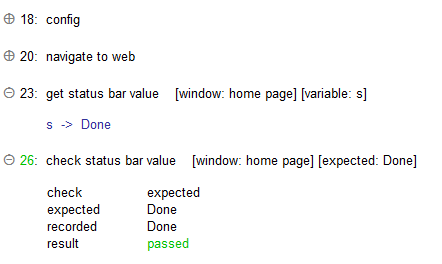 18: config
20: navigate to web
23: get status bar value [window: home page] [variable: s]
s -> Done
26: check status bar value [window: home page] [expected: Done]
check expected
expected Done
recorded Done
result passed